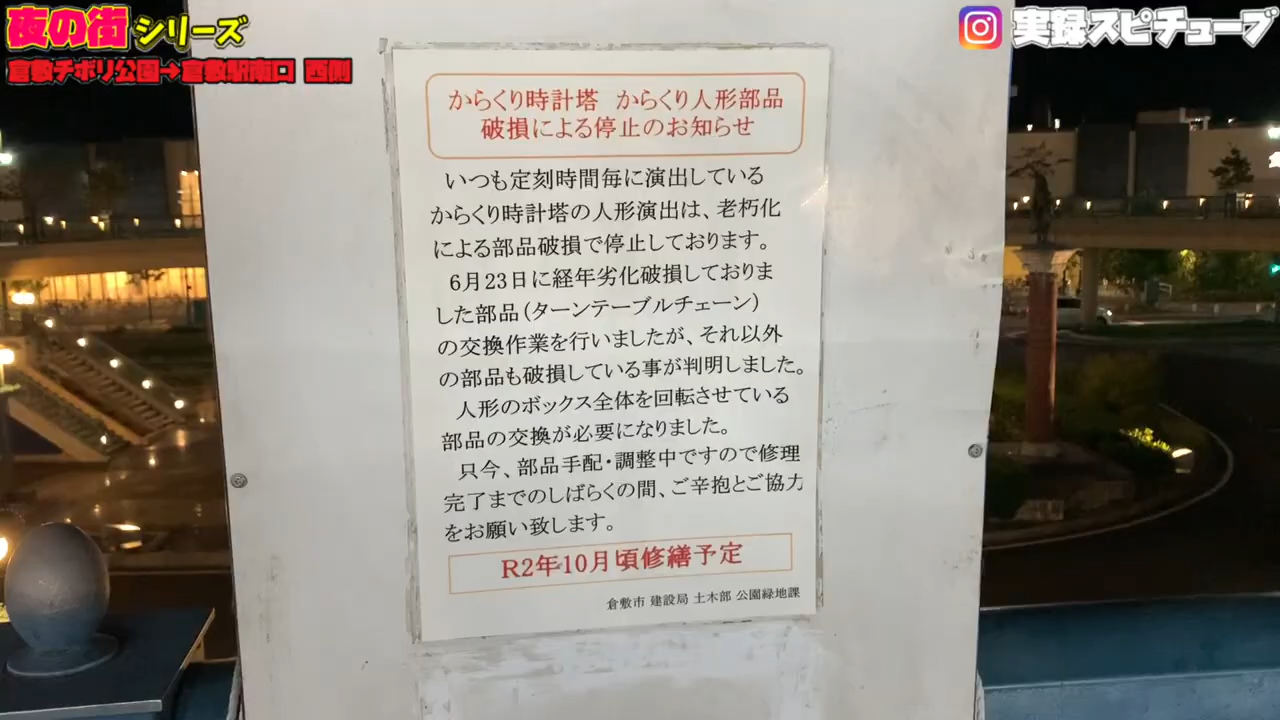 夜の街シリーズ
倉敷チボリ公園→倉敷駅南口 西側
実録スピチューブ
からくり時計塔 からくり人形部品
破損による停止のお知らせ
いつも定刻時間毎に演出している
からくり時計塔の人形演出は、老朽化
による部品破損で停止しております。
6月23日に経年劣化破損しておりま
した部品(ターンテーブルチェーン)
の交換作業を行いましたが、それ以外
の部品も破損している事が判明しました。
人形のボックス全体を回転させている
部品の交換が必要になりました。
只今、部品手配・調整中ですので修理
完了までのしばらくの間、ご辛抱とご協力
をお願い致します。
R2年10月頃修繕予定
倉敷市 建設局 土木部 公園緑地課